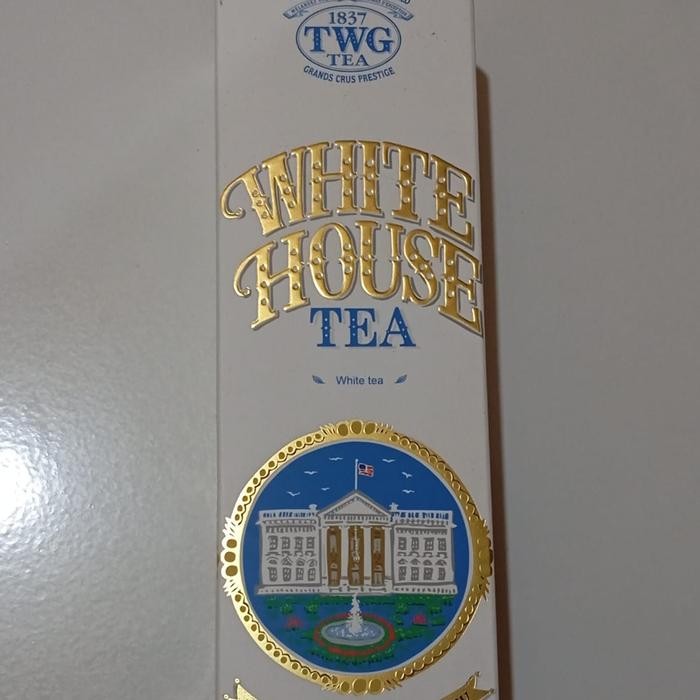 1837
TWG
TEA
GRANDS CRUS PRESTIGE
WHITE
HOUSE
TEA
White tea